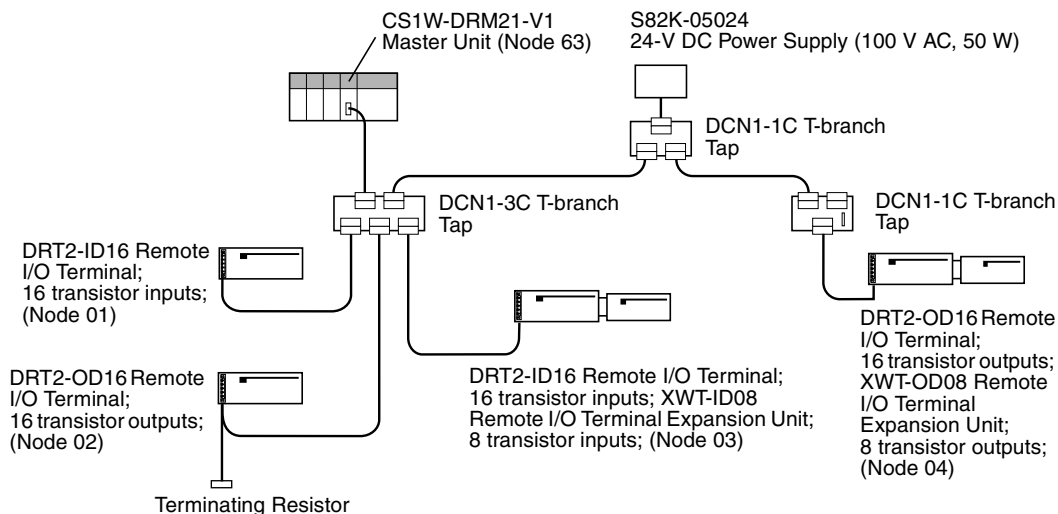 CS1W-DRM21-V1
Master Unit (Node 63)
S82K-05024
24-V DC Power Supply (100 V AC, 50 W)
DCN1-1C T-branch
Tap
DCN1-3C T-branch
Tap
DCN1-1C T-branch
Tap
DRT2-ID16 Remote
I/O Terminal;
16 transistor inputs;
(Node 01)
DRT2-OD16 Remote
I/O Terminal;
16 transistor outputs;
(Node 02)
DRT2-ID16 Remote I/O Terminal;
16 transistor inputs; XWT-ID08
Remote I/O Terminal Expansion Unit;
8 transistor inputs; (Node 03)
DRT2-OD16 Remote
I/O Terminal;
16 transistor outputs;
XWT-OD08 Remote
I/O Terminal
Expansion Unit;
8 transistor outputs;
(Node 04)
Terminating Resistor